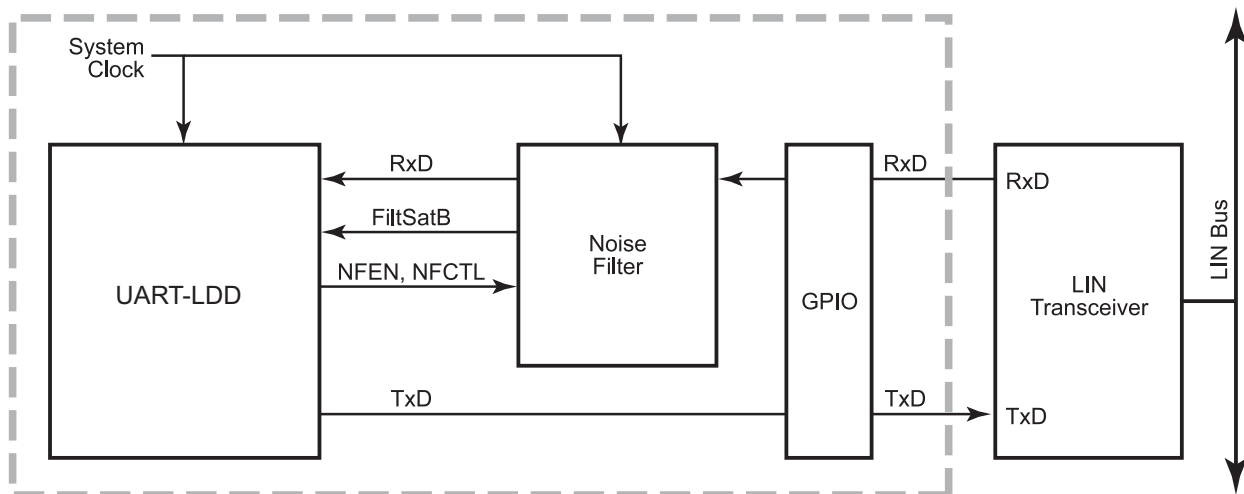 System
Clock
RxD
RxD
RxD
FiltSatB
Noise
Filter
NFEN, NFCTL
UART-LDD
GPIO
LIN
Transceiver
LIN Bus
TxD
TxD
TxD